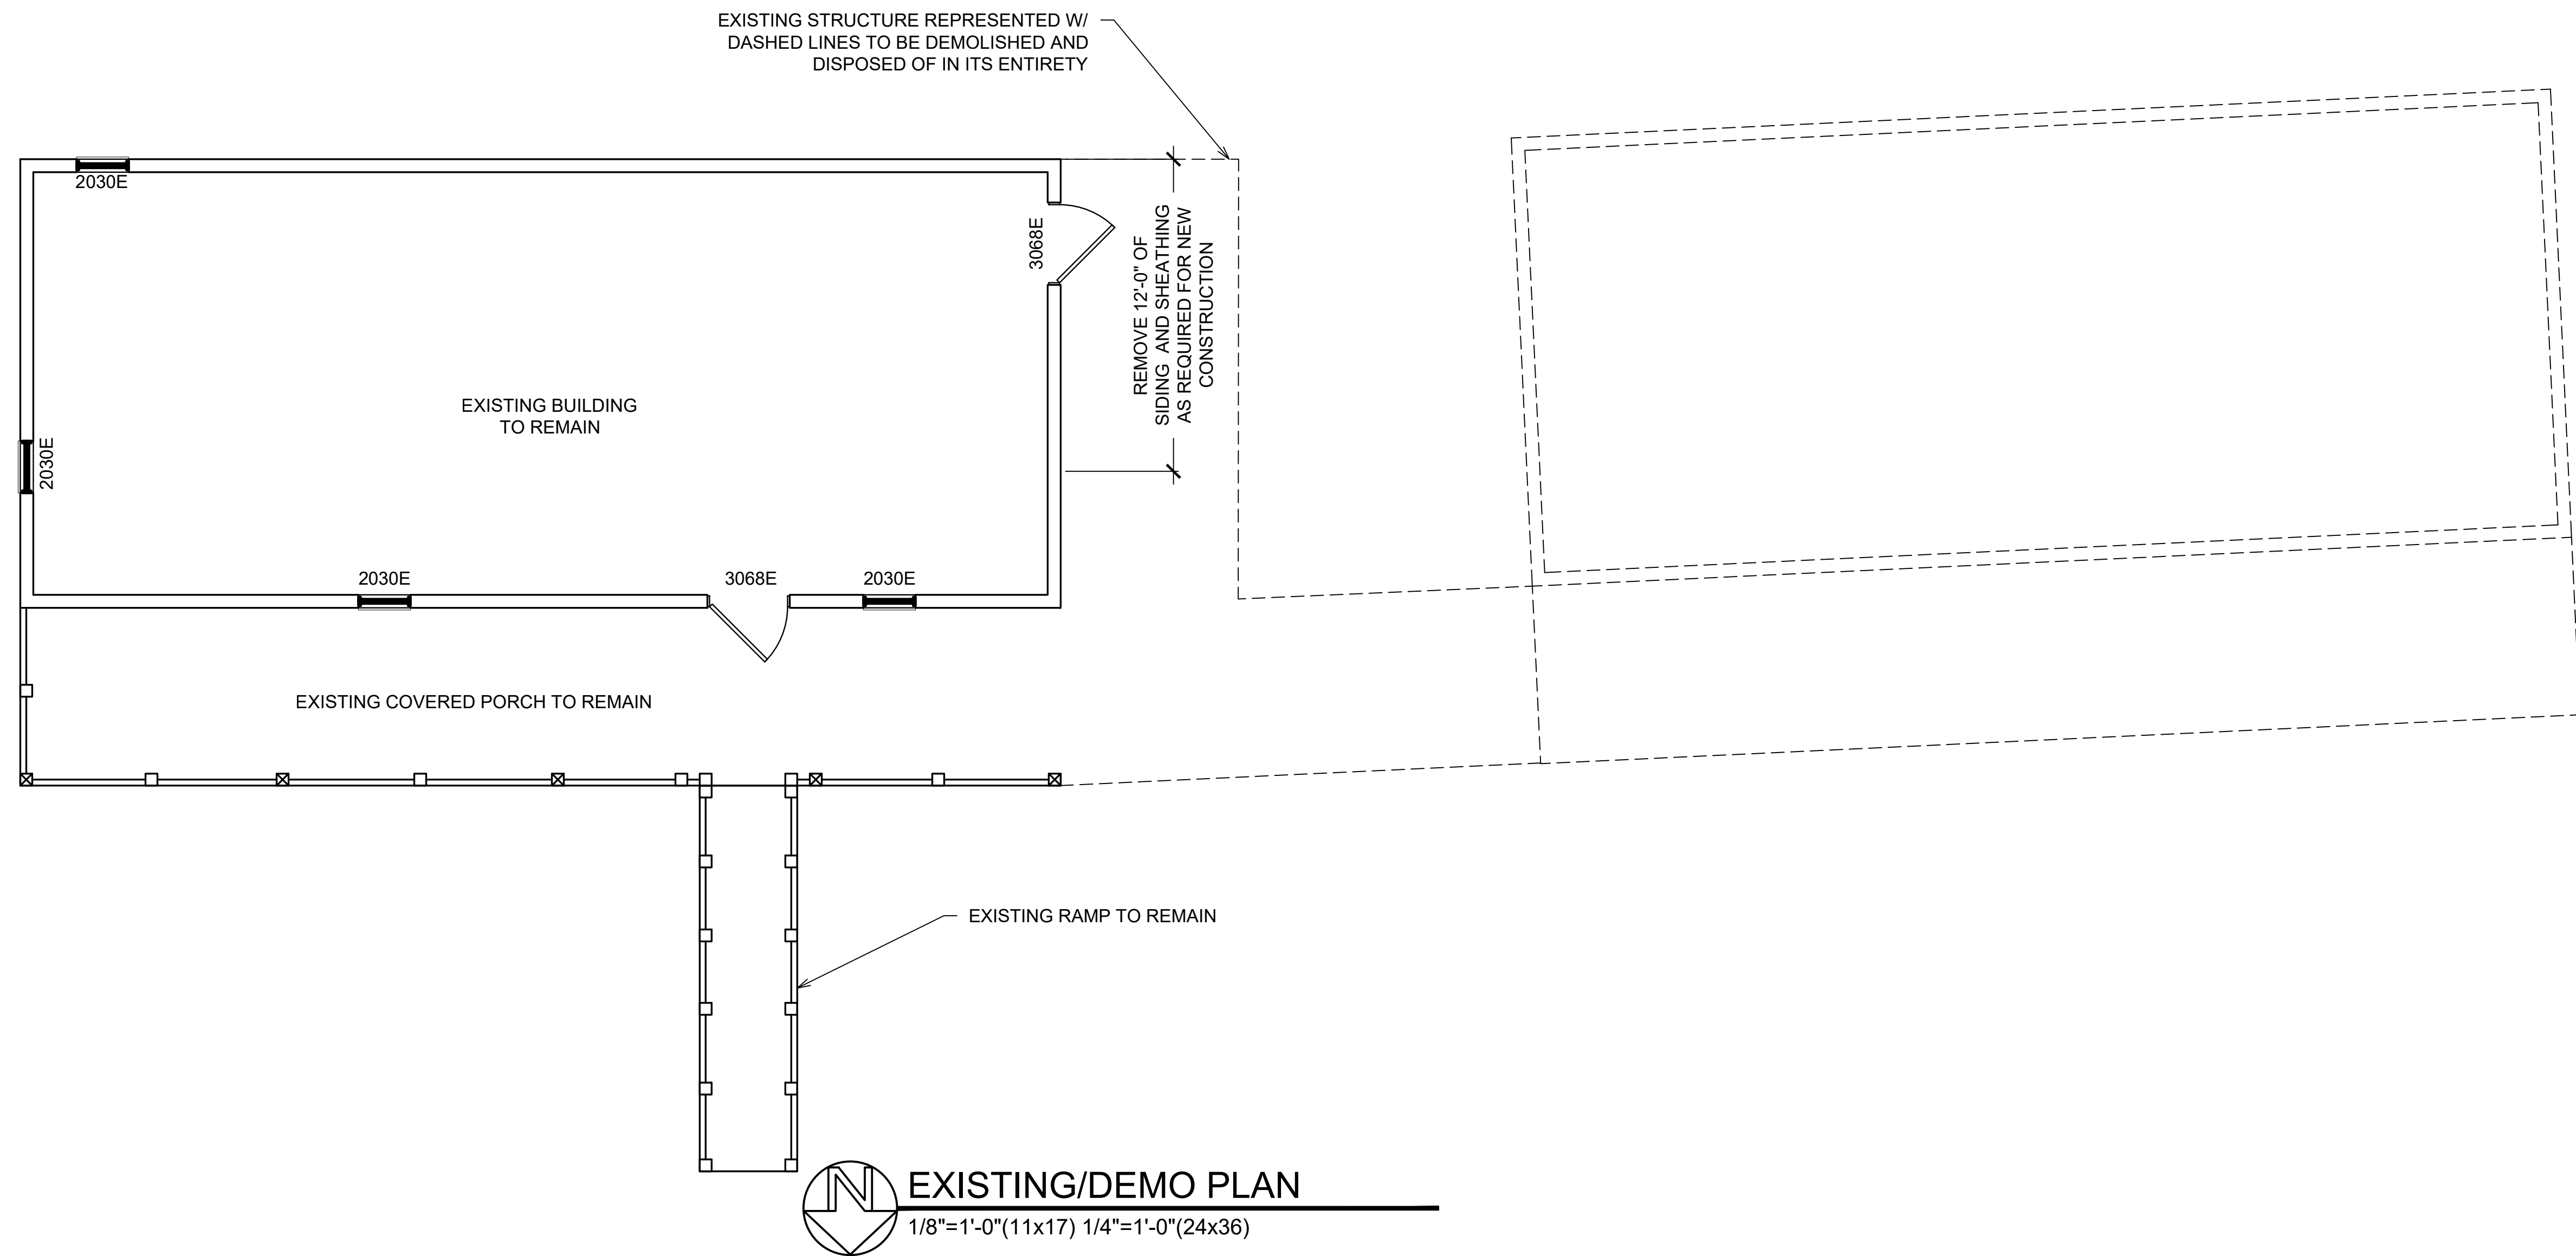 EXISTING STRUCTURE REPRESENTED W/
DASHED LINES TO BE DEMOLISHED AND
DISPOSED OF IN ITS ENTIRETY
2030E
3068E
REMOVE 12'-0" OF
SIDING AND SHEATHING
AS REQUIRED FOR NEW
CONSTRUCTION
EXISTING BUILDING
TO REMAIN
2030E
2030E
3068E
2030E
EXISTING COVERED PORCH TO REMAIN
EXISTING RAMP TO REMAIN
N
EXISTING/DEMO PLAN
1/8"=1'-0"(11x17) 1/4"=1'-0"(24x36)